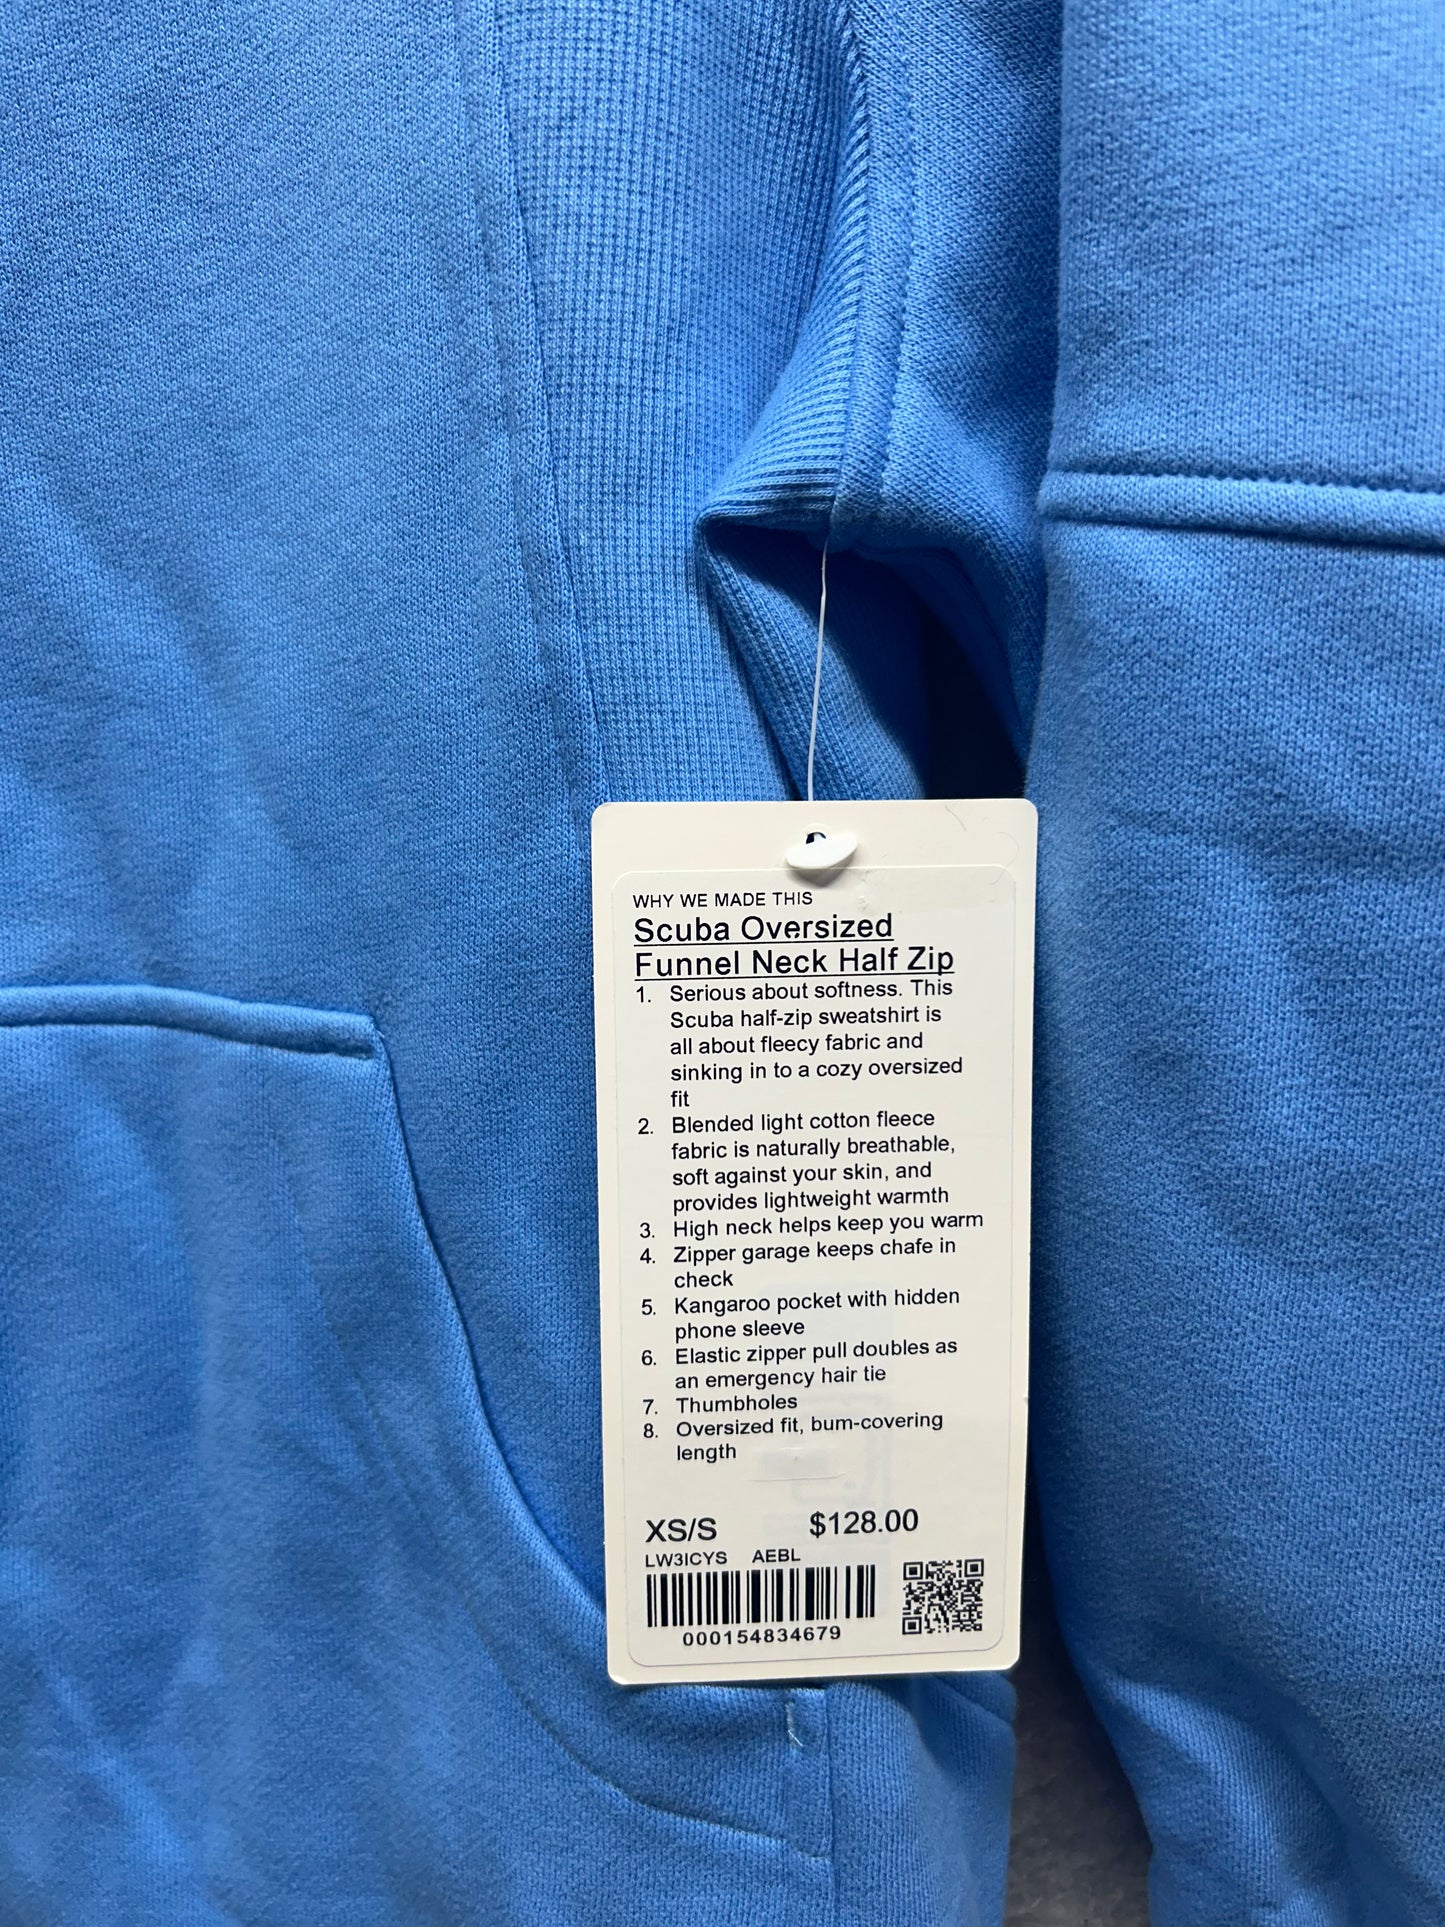 WHY WE MADE THIS
Scuba Oversized
Funnel Neck Half Zip
1. Serious about softness. This
Scuba half-zip sweatshirt is
all about fleecy fabric and
sinking in to a cozy oversized
fit
2. Blended light cotton fleece
fabric is naturally breathable,
soft against your skin, and
provides lightweight warmth
3. High neck helps keep you warm
4. Zipper garage keeps chafe in
check
5. Kangaroo pocket with hidden
phone sleeve
6. Elastic zipper pull doubles as
an emergency hair tie
7. Thumbholes
8. Oversized fit, bum-covering
length
XS/S $128.00
LW3ICYS AEBL
000154834679